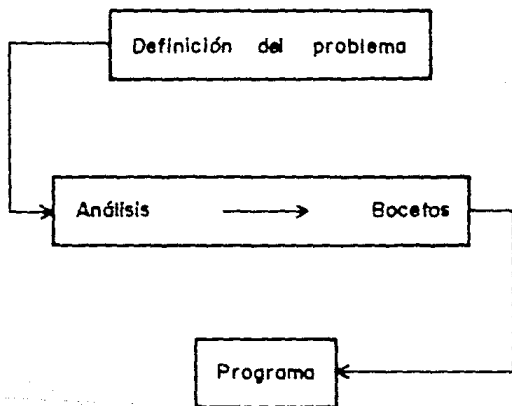 Definición del problema
Análisis → Bocetos
Programa